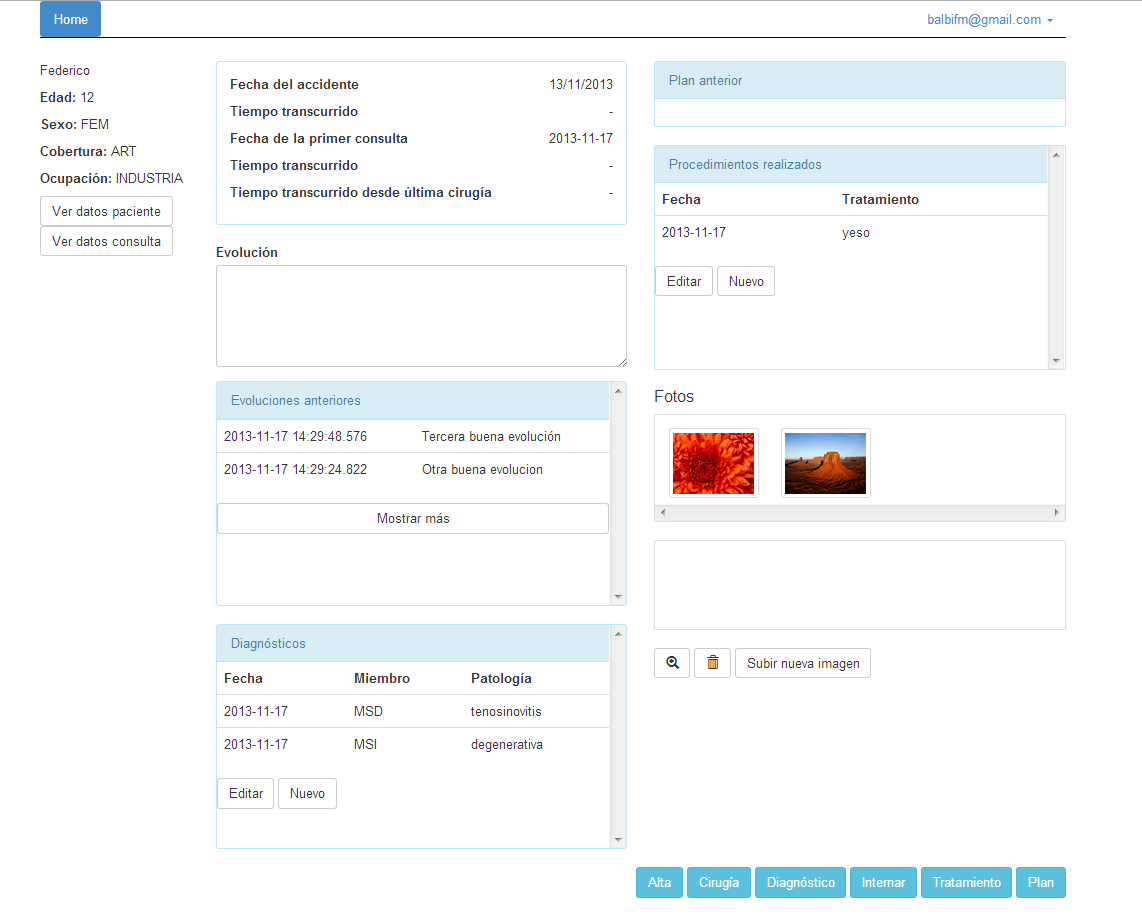 Home
balbifm@gmail.com
Federico
Edad: 12
Sexo: FEM
Cobertura: ART
Ocupación: INDUSTRIA
Ver datos paciente
Ver datos consulta
Fecha del accidente 13/11/2013
Tiempo transcurrido -
Fecha de la primer consulta 2013-11-17
Tiempo transcurrido -
Tiempo transcurrido desde última cirugía -
Evolución
Evoluciones anteriores
2013-11-17 14:29:48.576 Tercera buena evolución
2013-11-17 14:29:24.822 Otra buena evolucion
Mostrar más
Diagnósticos
Fecha Miembro Patología
2013-11-17 MSD tenosinovitis
2013-11-17 MSI degenerativa
Editar Nuevo
Plan anterior
Procedimientos realizados
Fecha Tratamiento
2013-11-17 yeso
Editar Nuevo
Fotos
Subir nueva imagen
Alta Cirugía Diagnóstico Internar Tratamiento Plan